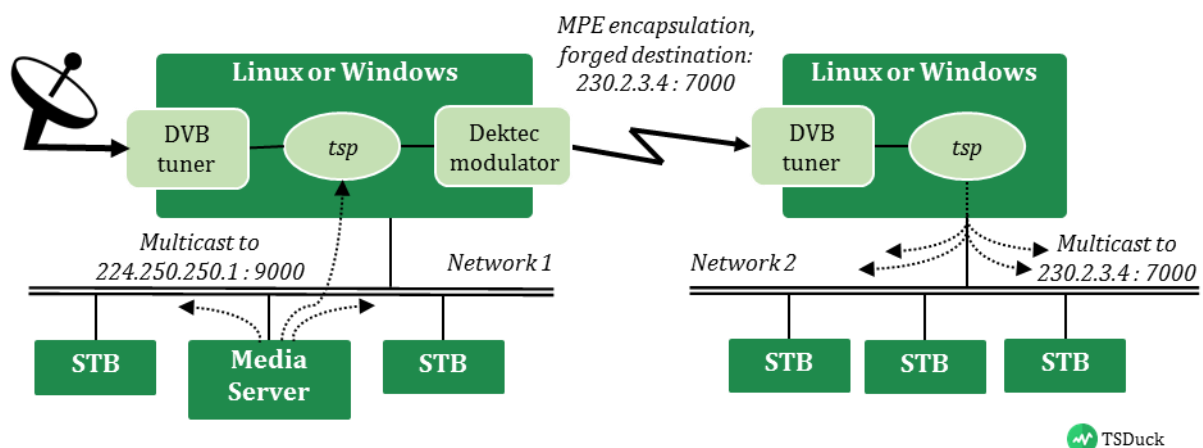 MPE encapsulation,
forged destination:
230.2.3.4 : 7000
Linux or Windows
DVB
tuner
tsp
Dektec
modulator
Linux or Windows
DVB
tuner
tsp
Multicast to
224.250.250.1 : 9000
Network 1
Network 2
Multicast to
230.2.3.4 : 7000
STB
Media
Server
STB
STB
STB
STB
TSDuck